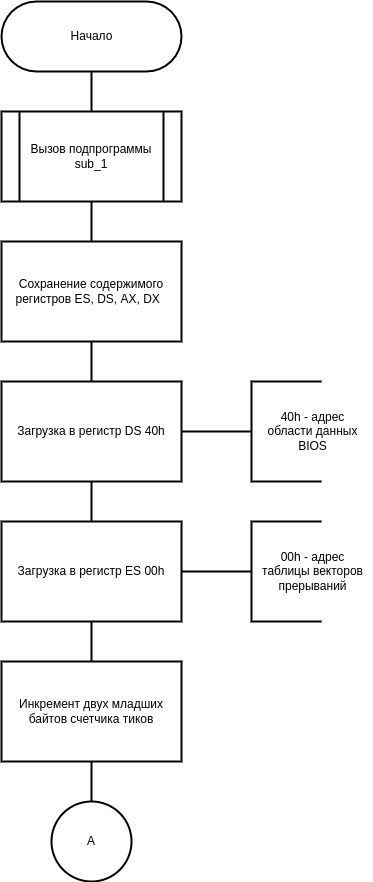 Начало
Вызов подпрограммы
sub_1
Сохранение содержимого
регистров ES, DS, AX, DX
Загрузка в регистр DS 40h
40h - адрес
области данных
BIOS
Загрузка в регистр ES 00h
00h - адрес
таблицы векторов
прерываний
Инкремент двух младших
байтов счетчика тиков
А